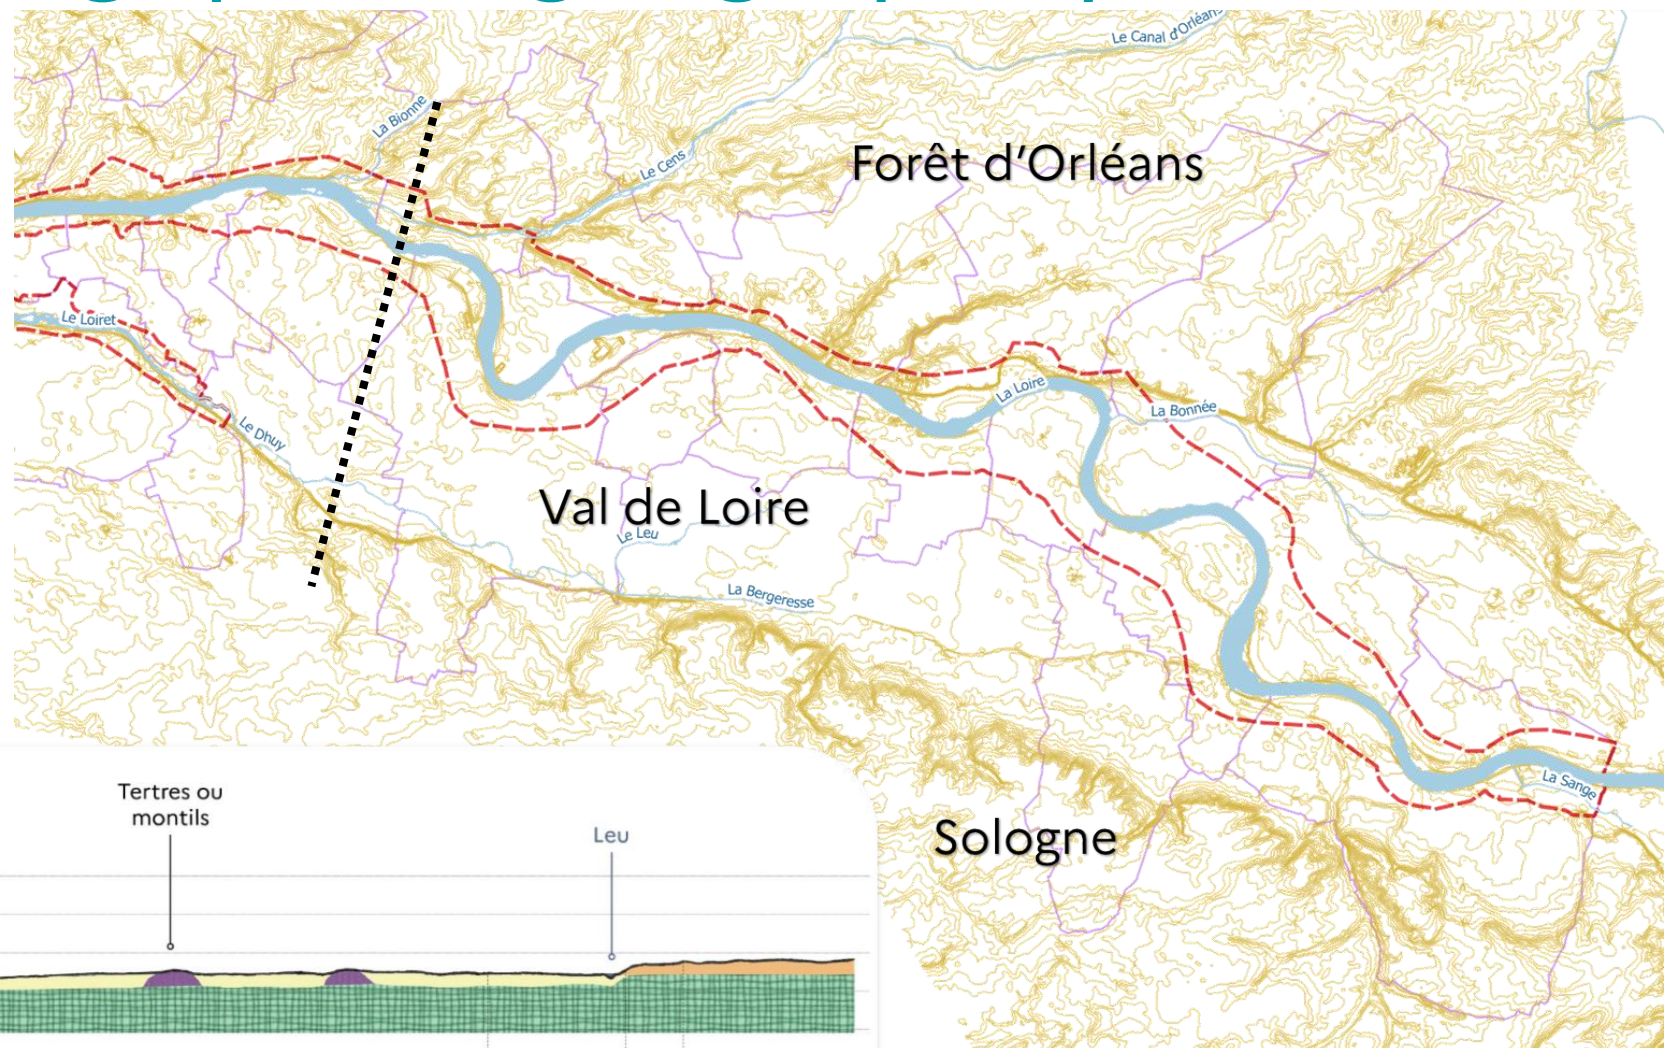 Le Canal d'Orléans
La Bionne
Le Cens
Forêt d'Orléans
Le Loiret
La Loire
La Bonnée
Le Dhuy
Val de Loire
Le Leu
La Bergeresse
La Sange
Sologne
Tertres ou
montils
Leu